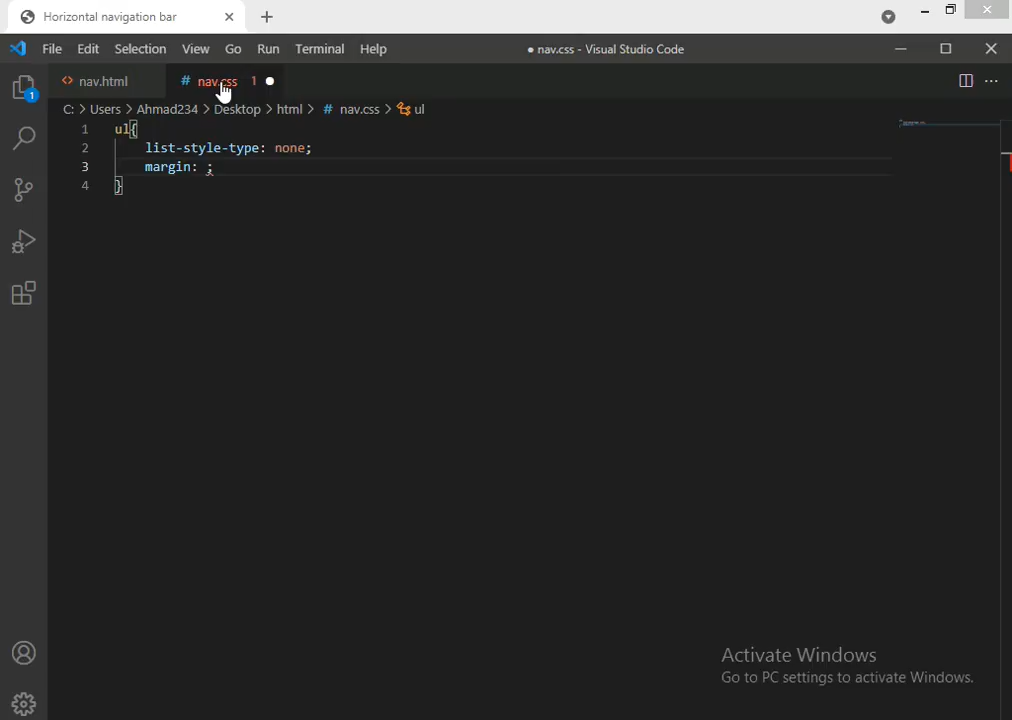 Horizontal navigation bar
File Edit Selection View Go Run Terminal Help ● nav.css - Visual Studio Code
<> nav.html # nav.css 1 ●
C: > Users > Ahmad234 > Desktop > html > # nav.css > ul
1 ul{
2 list-style-type: none;
3 margin: ;
4 }
1
Activate Windows
Go to PC settings to activate Windows.